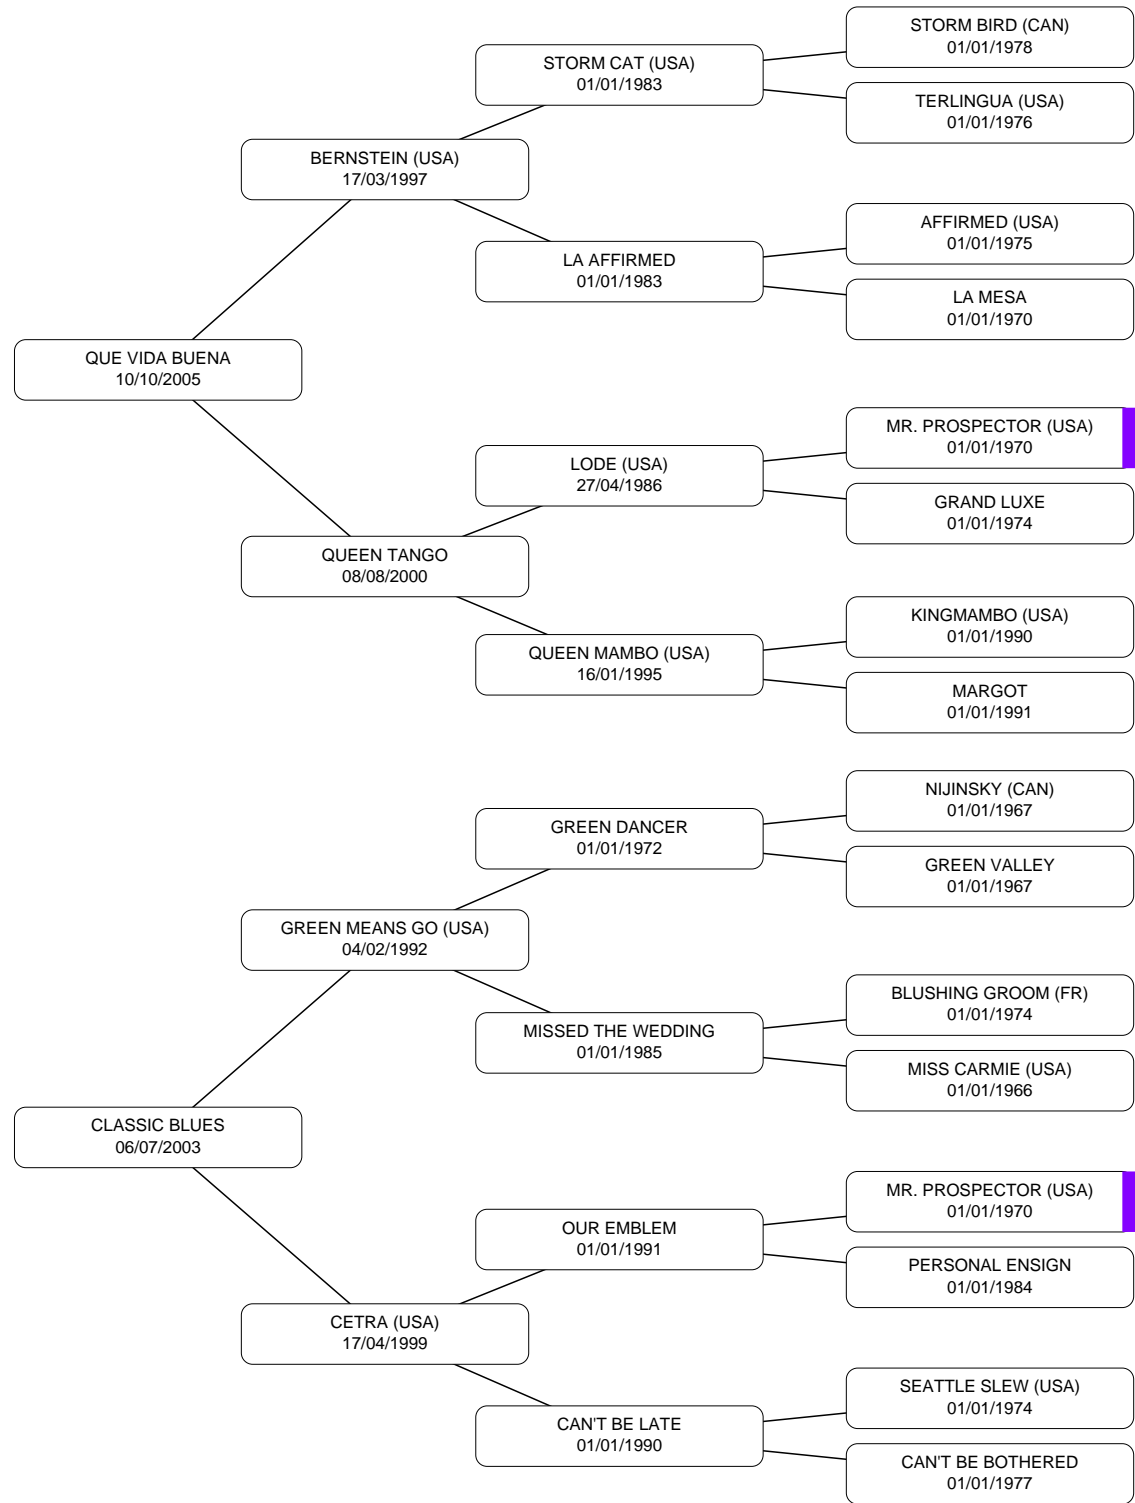 STORM BIRD (CAN)
01/01/1978
STORM CAT (USA)
01/01/1983
TERLINGUA (USA)
01/01/1976
BERNSTEIN (USA)
17/03/1997
AFFIRMED (USA)
01/01/1975
LA AFFIRMED
01/01/1983
LA MESA
01/01/1970
QUE VIDA BUENA
10/10/2005
MR. PROSPECTOR (USA)
01/01/1970
LODE (USA)
27/04/1986
GRAND LUXE
01/01/1974
QUEEN TANGO
08/08/2000
KINGMAMBO (USA)
01/01/1990
QUEEN MAMBO (USA)
16/01/1995
MARGOT
01/01/1991
NIJINSKY (CAN)
01/01/1967
GREEN DANCER
01/01/1972
GREEN VALLEY
01/01/1967
GREEN MEANS GO (USA)
04/02/1992
BLUSHING GROOM (FR)
01/01/1974
MISSED THE WEDDING
01/01/1985
MISS CARMIE (USA)
01/01/1966
CLASSIC BLUES
06/07/2003
MR. PROSPECTOR (USA)
01/01/1970
OUR EMBLEM
01/01/1991
PERSONAL ENSIGN
01/01/1984
CETRA (USA)
17/04/1999
SEATTLE SLEW (USA)
01/01/1974
CAN'T BE LATE
01/01/1990
CAN'T BE BOTHERED
01/01/1977